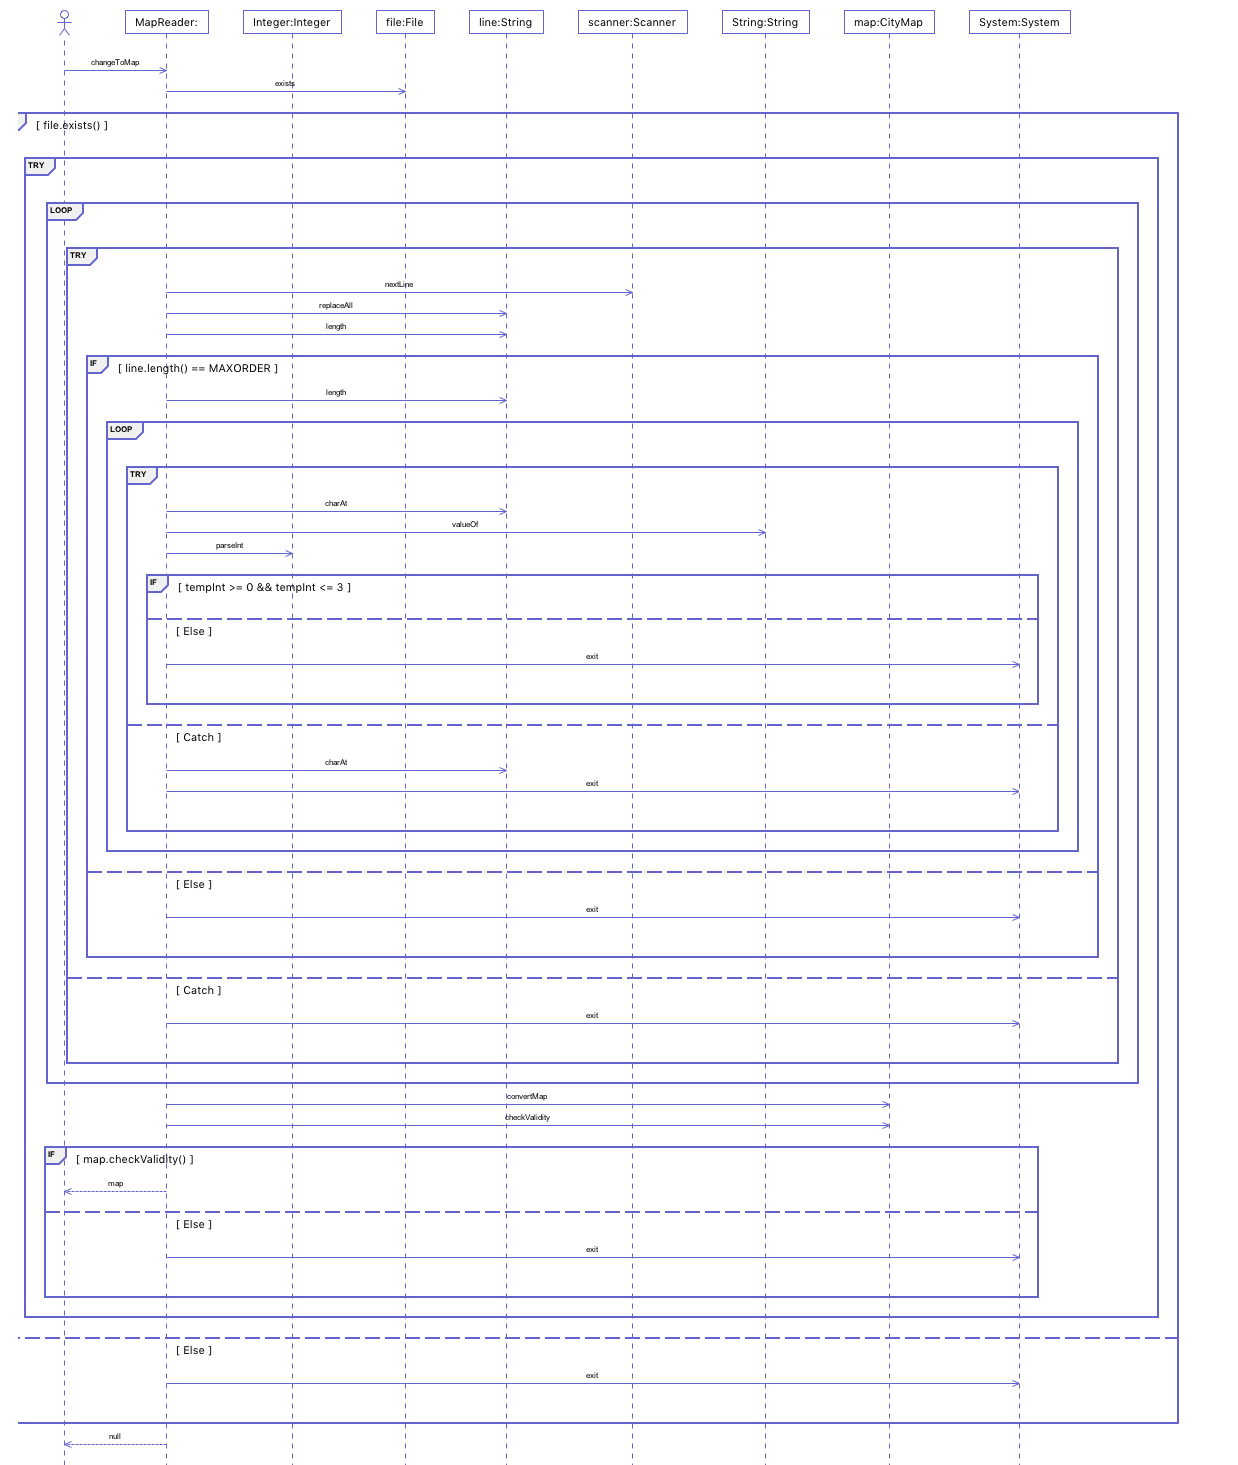 MapReader:
Integer:Integer
file:File
line:String
scanner:Scanner
String:String
map:CityMap
System:System
changeToMap
exists
[ file.exists() ]
TRY
LOOP
TRY
nextLine
replaceAll
length
IF
[ line.length() == MAXORDER ]
length
LOOP
TRY
charAt
valueOf
parseInt
IF
[ tempInt >= 0 && tempInt <= 3 ]
[ Else ]
exit
[ Catch ]
charAt
exit
[ Else ]
exit
[ Catch ]
exit
convertMap
checkValidity
IF
[ map.checkValidity() ]
map
[ Else ]
exit
[ Else ]
exit
null